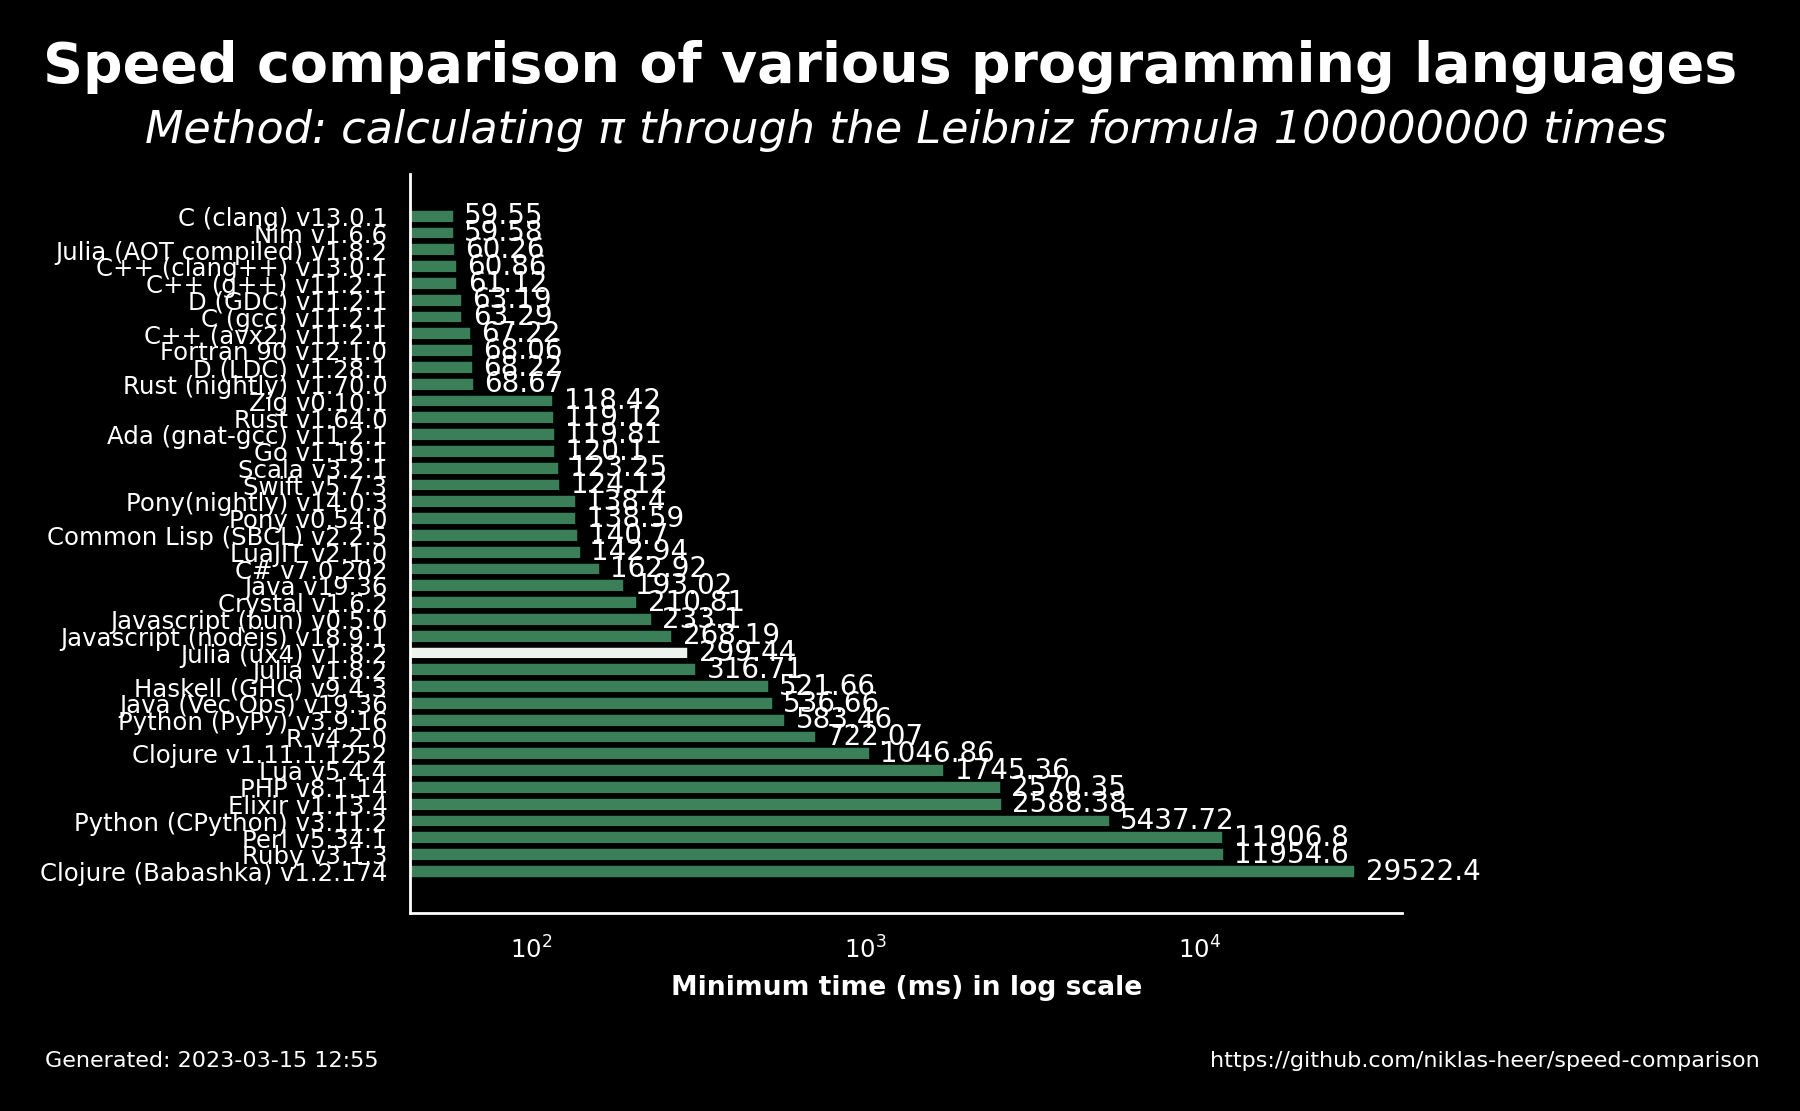 Speed comparison of various programming languages
Method: calculating π through the Leibniz formula 100000000 times
C (clang) v13.0.1 59.55
Nim v1.6.6 59.58
Julia (AOT compiled) v1.8.2 60.26
C++ (clang++) v13.0.1 60.86
C++ (g++) v11.2.1 61.12
D (GDC) v11.2.1 63.19
C (gcc) v11.2.1 63.29
C++ (avx2) v11.2.1 67.22
Fortran 90 v12.1.0 68.06
D (LDC) v1.28.1 68.22
Rust (nightly) v1.70.0 68.67
Zig v0.10.1 118.42
Rust v1.64.0 119.12
Ada (gnat-gcc) v11.2.1 119.81
Go v1.19.1 120.1
Scala v3.2.1 123.25
Swift v5.7.3 124.12
Pony(nightly) v14.0.3 138.4
Pony v0.54.0 138.59
Common Lisp (SBCL) v2.2.5 140.7
LuaJIT v2.1.0 142.94
C# v7.0.202 162.92
Java v19.36 193.02
Crystal v1.6.2 210.81
Javascript (bun) v0.5.0 233.1
Javascript (nodejs) v18.9.1 268.19
Julia (ux4) v1.8.2 299.44
Julia v1.8.2 316.71
Haskell (GHC) v9.4.3 521.66
Java (Vec Ops) v19.36 536.66
Python (PyPy) v3.9.16 583.46
R v4.2.0 722.07
Clojure v1.11.1.1252 1046.86
Lua v5.4.4 1745.36
PHP v8.1.14 2570.35
Elixir v1.13.4 2588.38
Python (CPython) v3.11.2 5437.72
Perl v5.34.1 11906.8
Ruby v3.1.3 11954.6
Clojure (Babashka) v1.2.174 29522.4
10² 10³ 10⁴
Minimum time (ms) in log scale
Generated: 2023-03-15 12:55 https://github.com/niklas-heer/speed-comparison